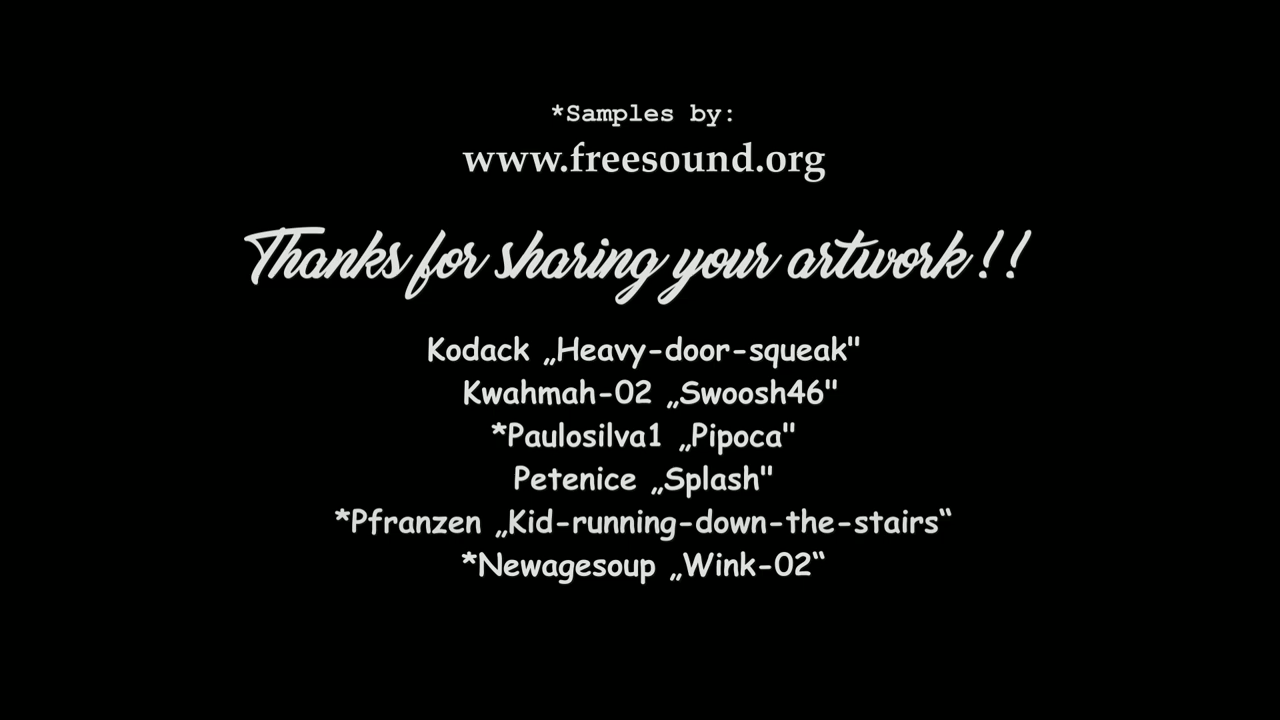 *Samples by:
www.freesound.org
Thanks for sharing your artwork!!
Kodack „Heavy-door-squeak"
Kwahmah-02 „Swoosh46"
*Paulosilva1 „Pipoca"
Petenice „Splash"
*Pfranzen „Kid-running-down-the-stairs“
*Newagesoup „Wink-02“